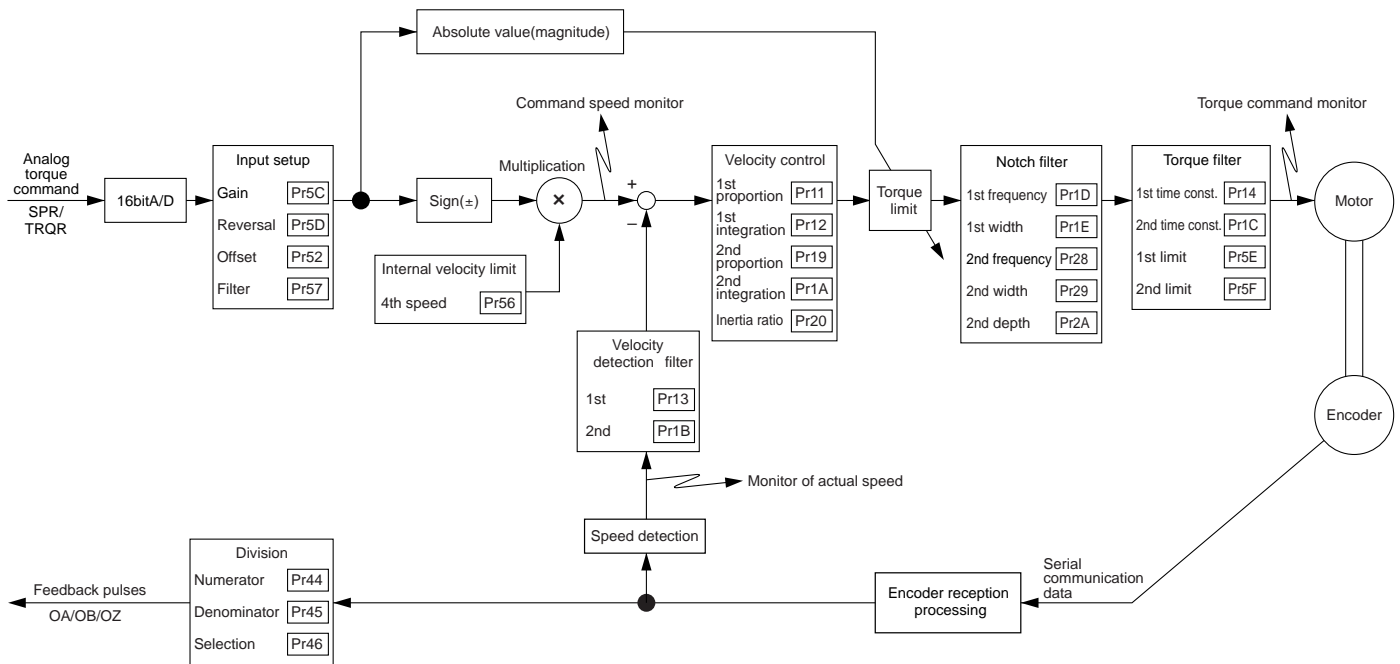 Absolute value(magnitude)
Command speed monitor
Torque command monitor
Analog
torque
command
SPR/
TRQR
16bitA/D
Input setup
Gain Pr5C
Reversal Pr5D
Offset Pr52
Filter Pr57
Sign(±)
Multiplication
×
+
−
Internal velocity limit
4th speed Pr56
Velocity control
1st
proportion Pr11
1st
integration Pr12
2nd
proportion Pr19
2nd
integration Pr1A
Inertia ratio Pr20
Torque
limit
Notch filter
1st frequency Pr1D
1st width Pr1E
2nd frequency Pr28
2nd width Pr29
2nd depth Pr2A
Torque filter
1st time const. Pr14
2nd time const. Pr1C
1st limit Pr5E
2nd limit Pr5F
Motor
Encoder
Velocity
detection filter
1st Pr13
2nd Pr1B
Monitor of actual speed
Speed detection
Serial
communication
data
Encoder reception
processing
Division
Numerator Pr44
Denominator Pr45
Selection Pr46
Feedback pulses
OA/OB/OZ